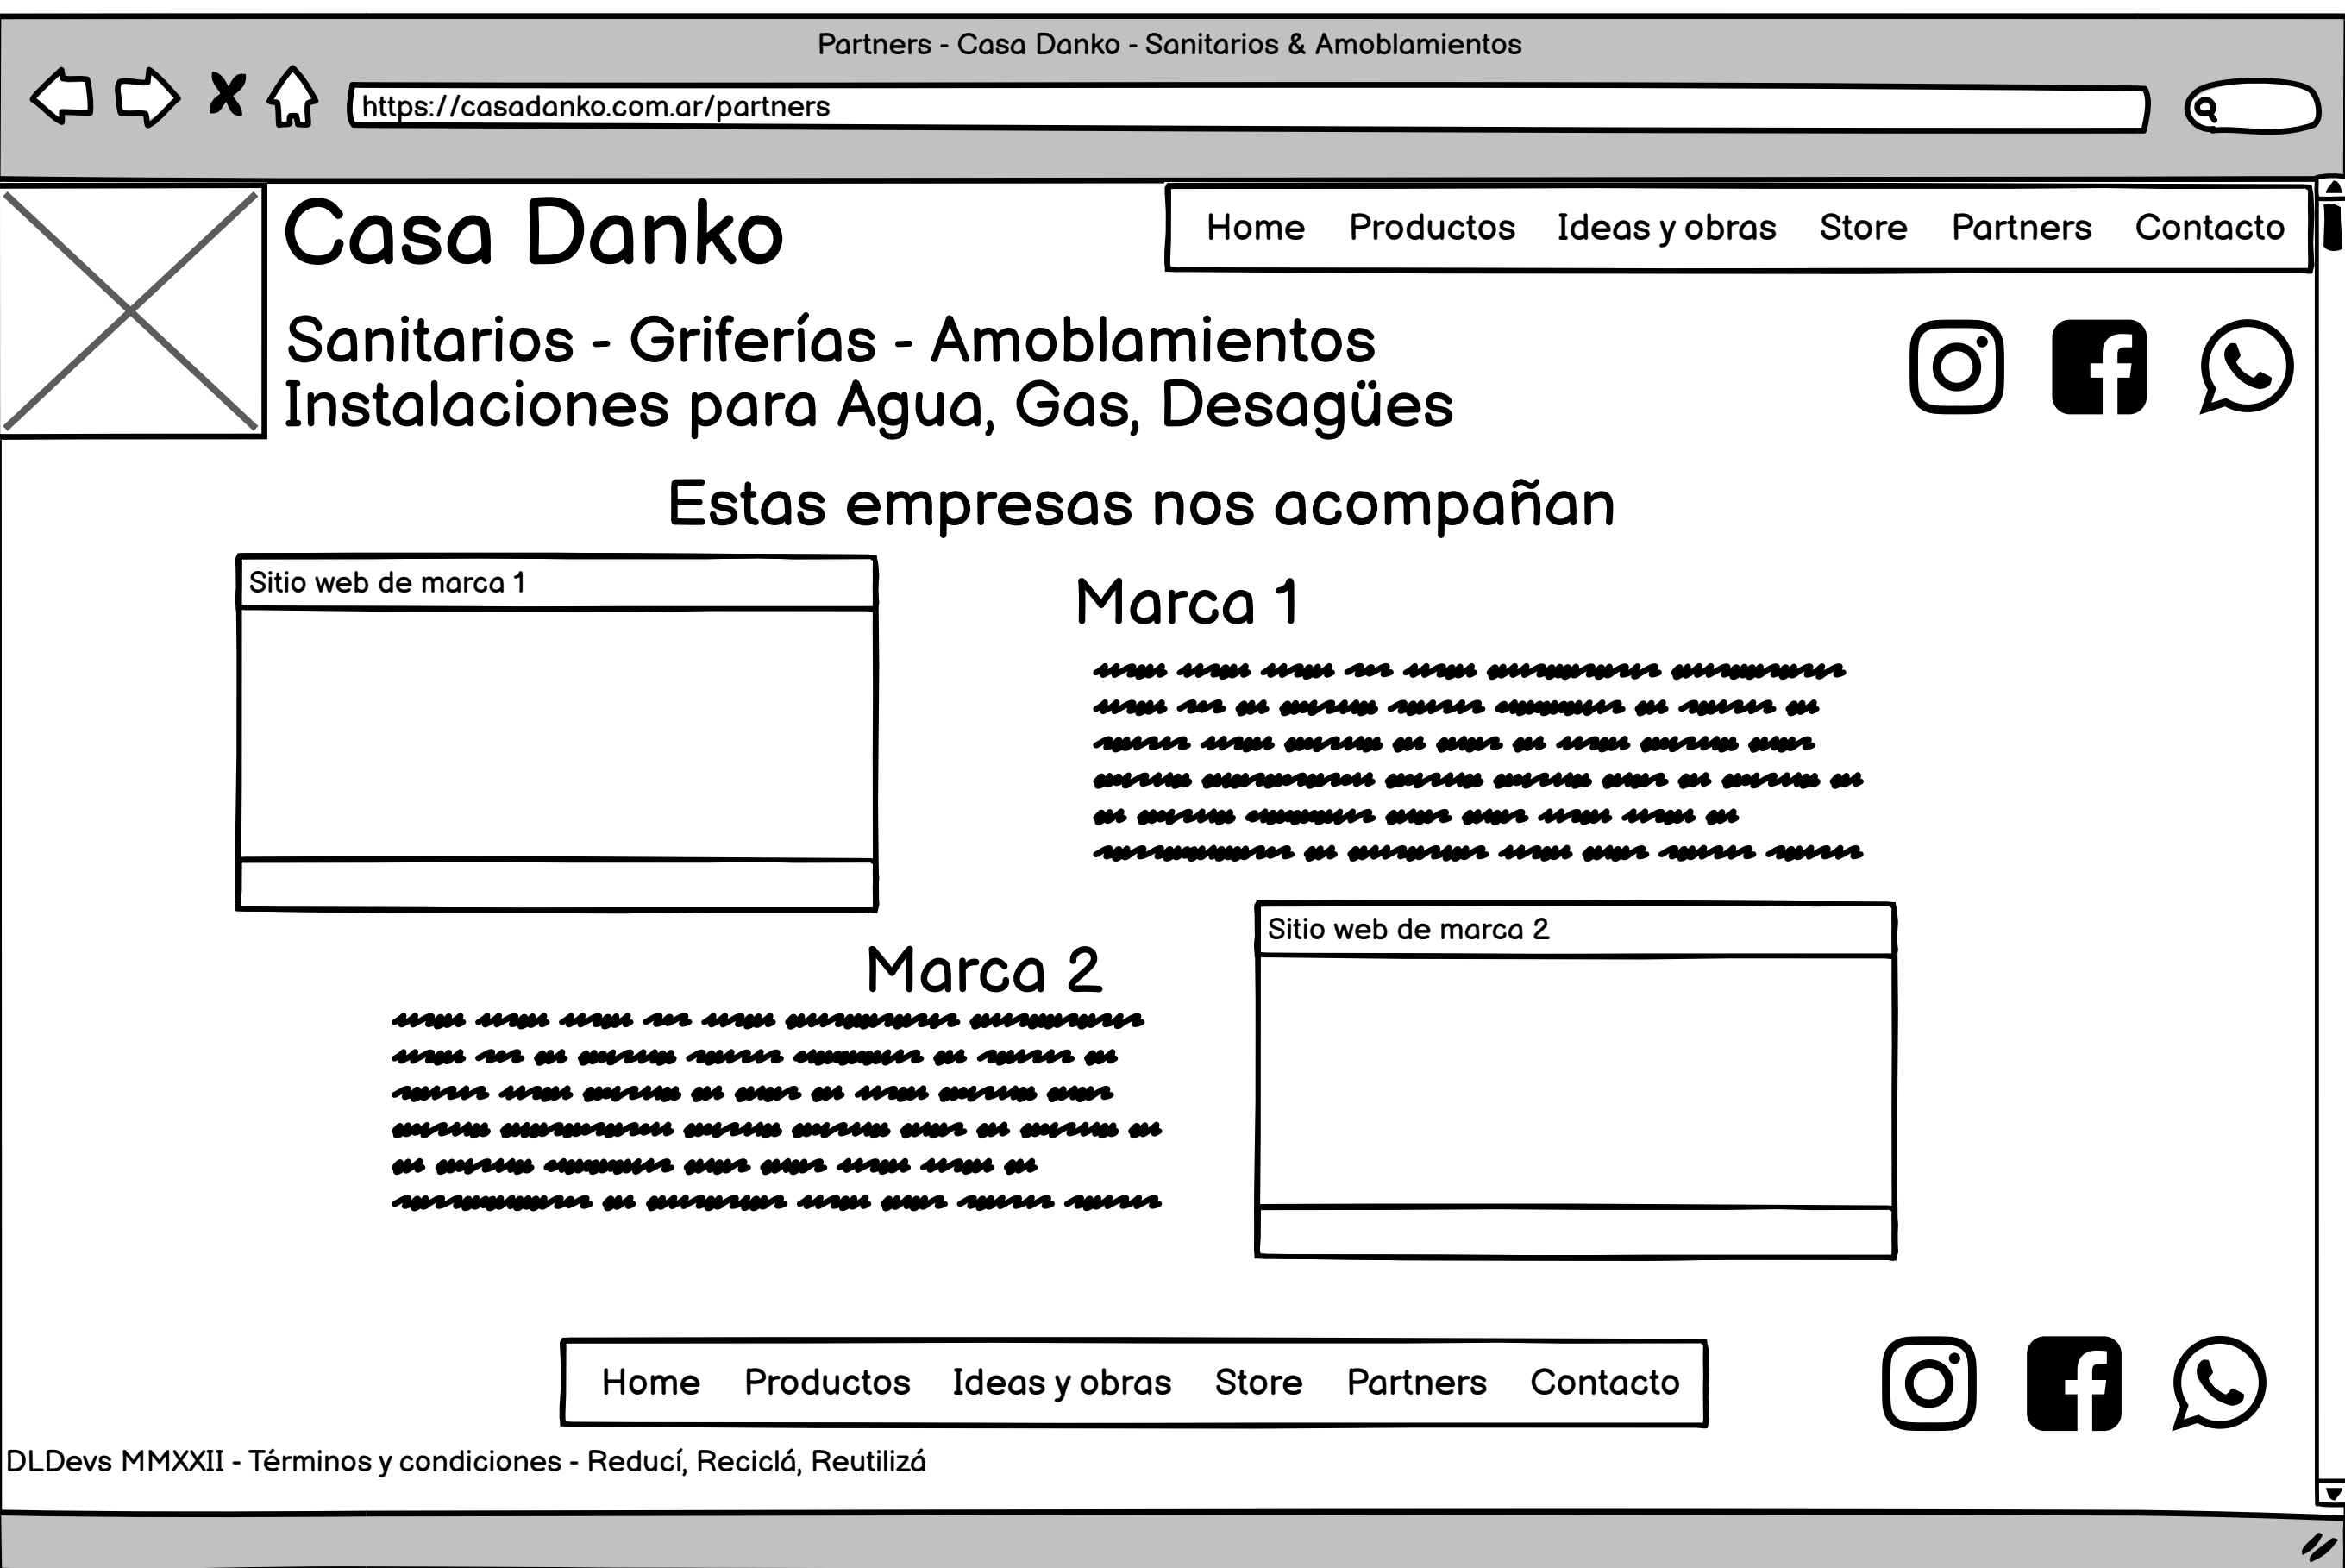 Partners - Casa Danko - Sanitarios & Amoblamientos
https://casadanko.com.ar/partners
Casa Danko
Home Productos Ideas y obras Store Partners Contacto
Sanitarios - Griferías - Amoblamientos
Instalaciones para Agua, Gas, Desagües
Estas empresas nos acompañan
Sitio web de marca 1
Marca 1
Sitio web de marca 2
Marca 2
Home Productos Ideas y obras Store Partners Contacto
DLDevs MMXXII - Términos y condiciones - Reducí, Reciclá, Reutilizá